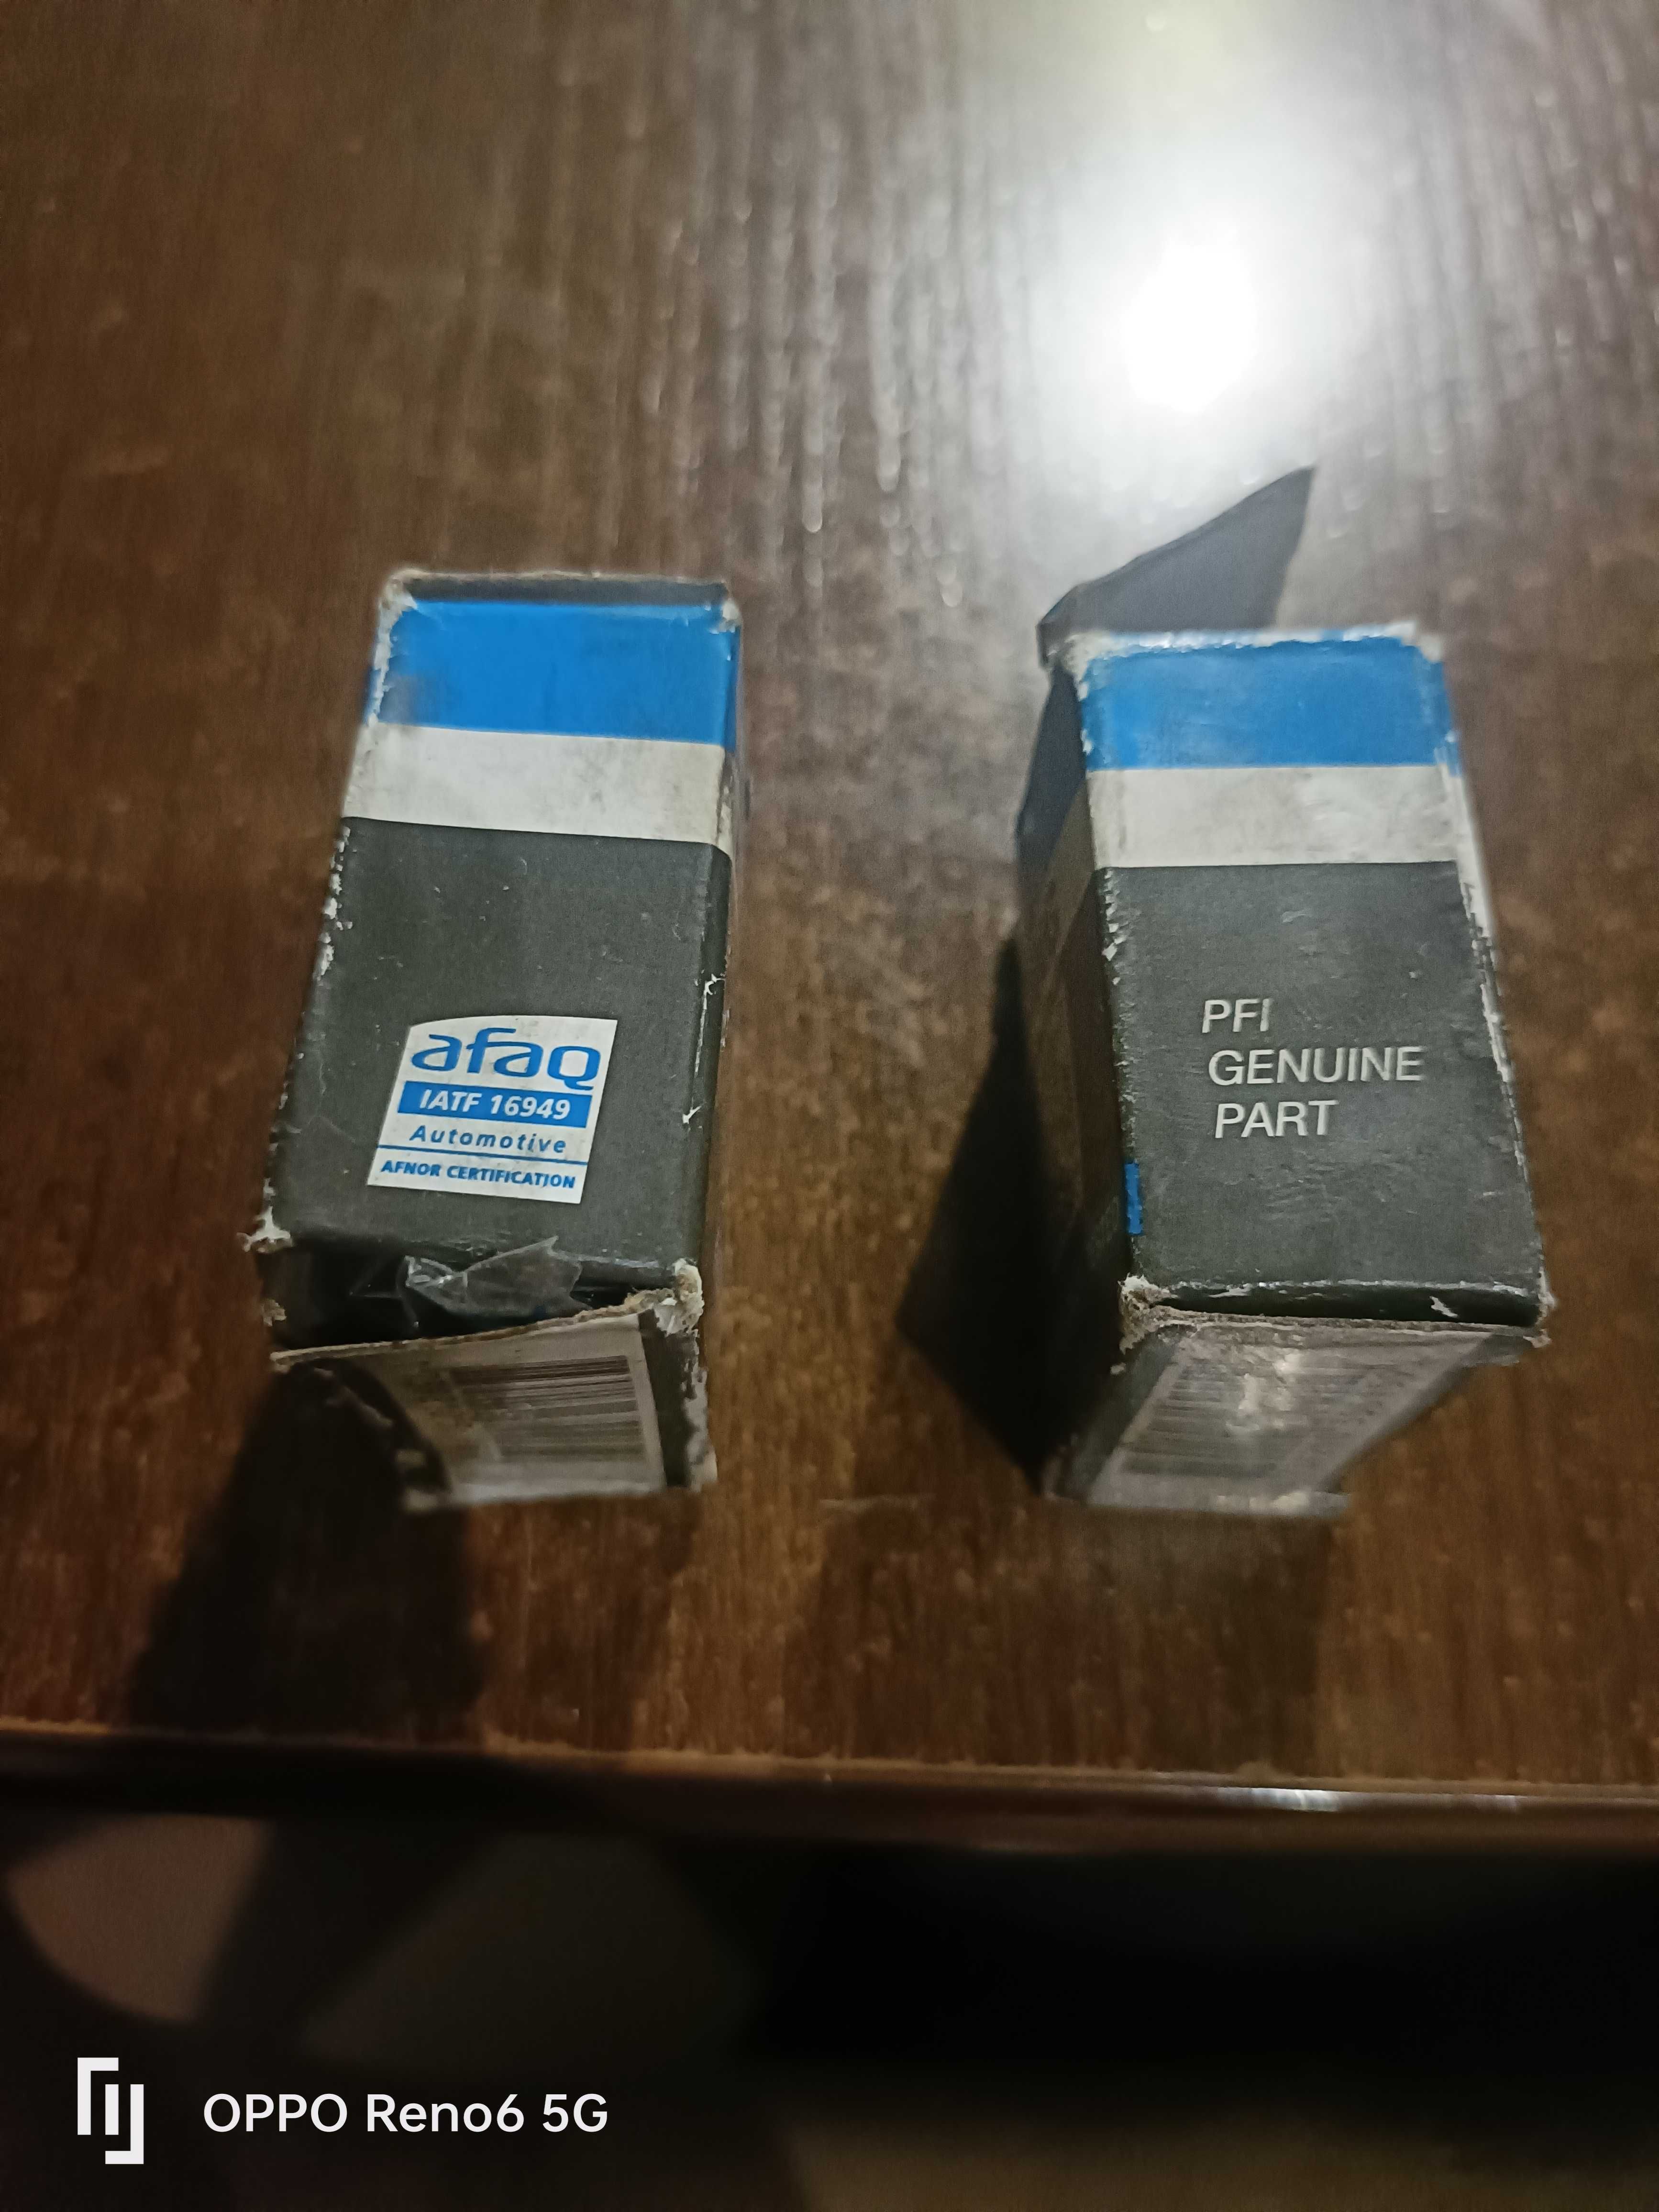 afaq
IATF 16949
Automotive
AFNOR CERTIFICATION
PFI
GENUINE
PART
OPPO Reno6 5G